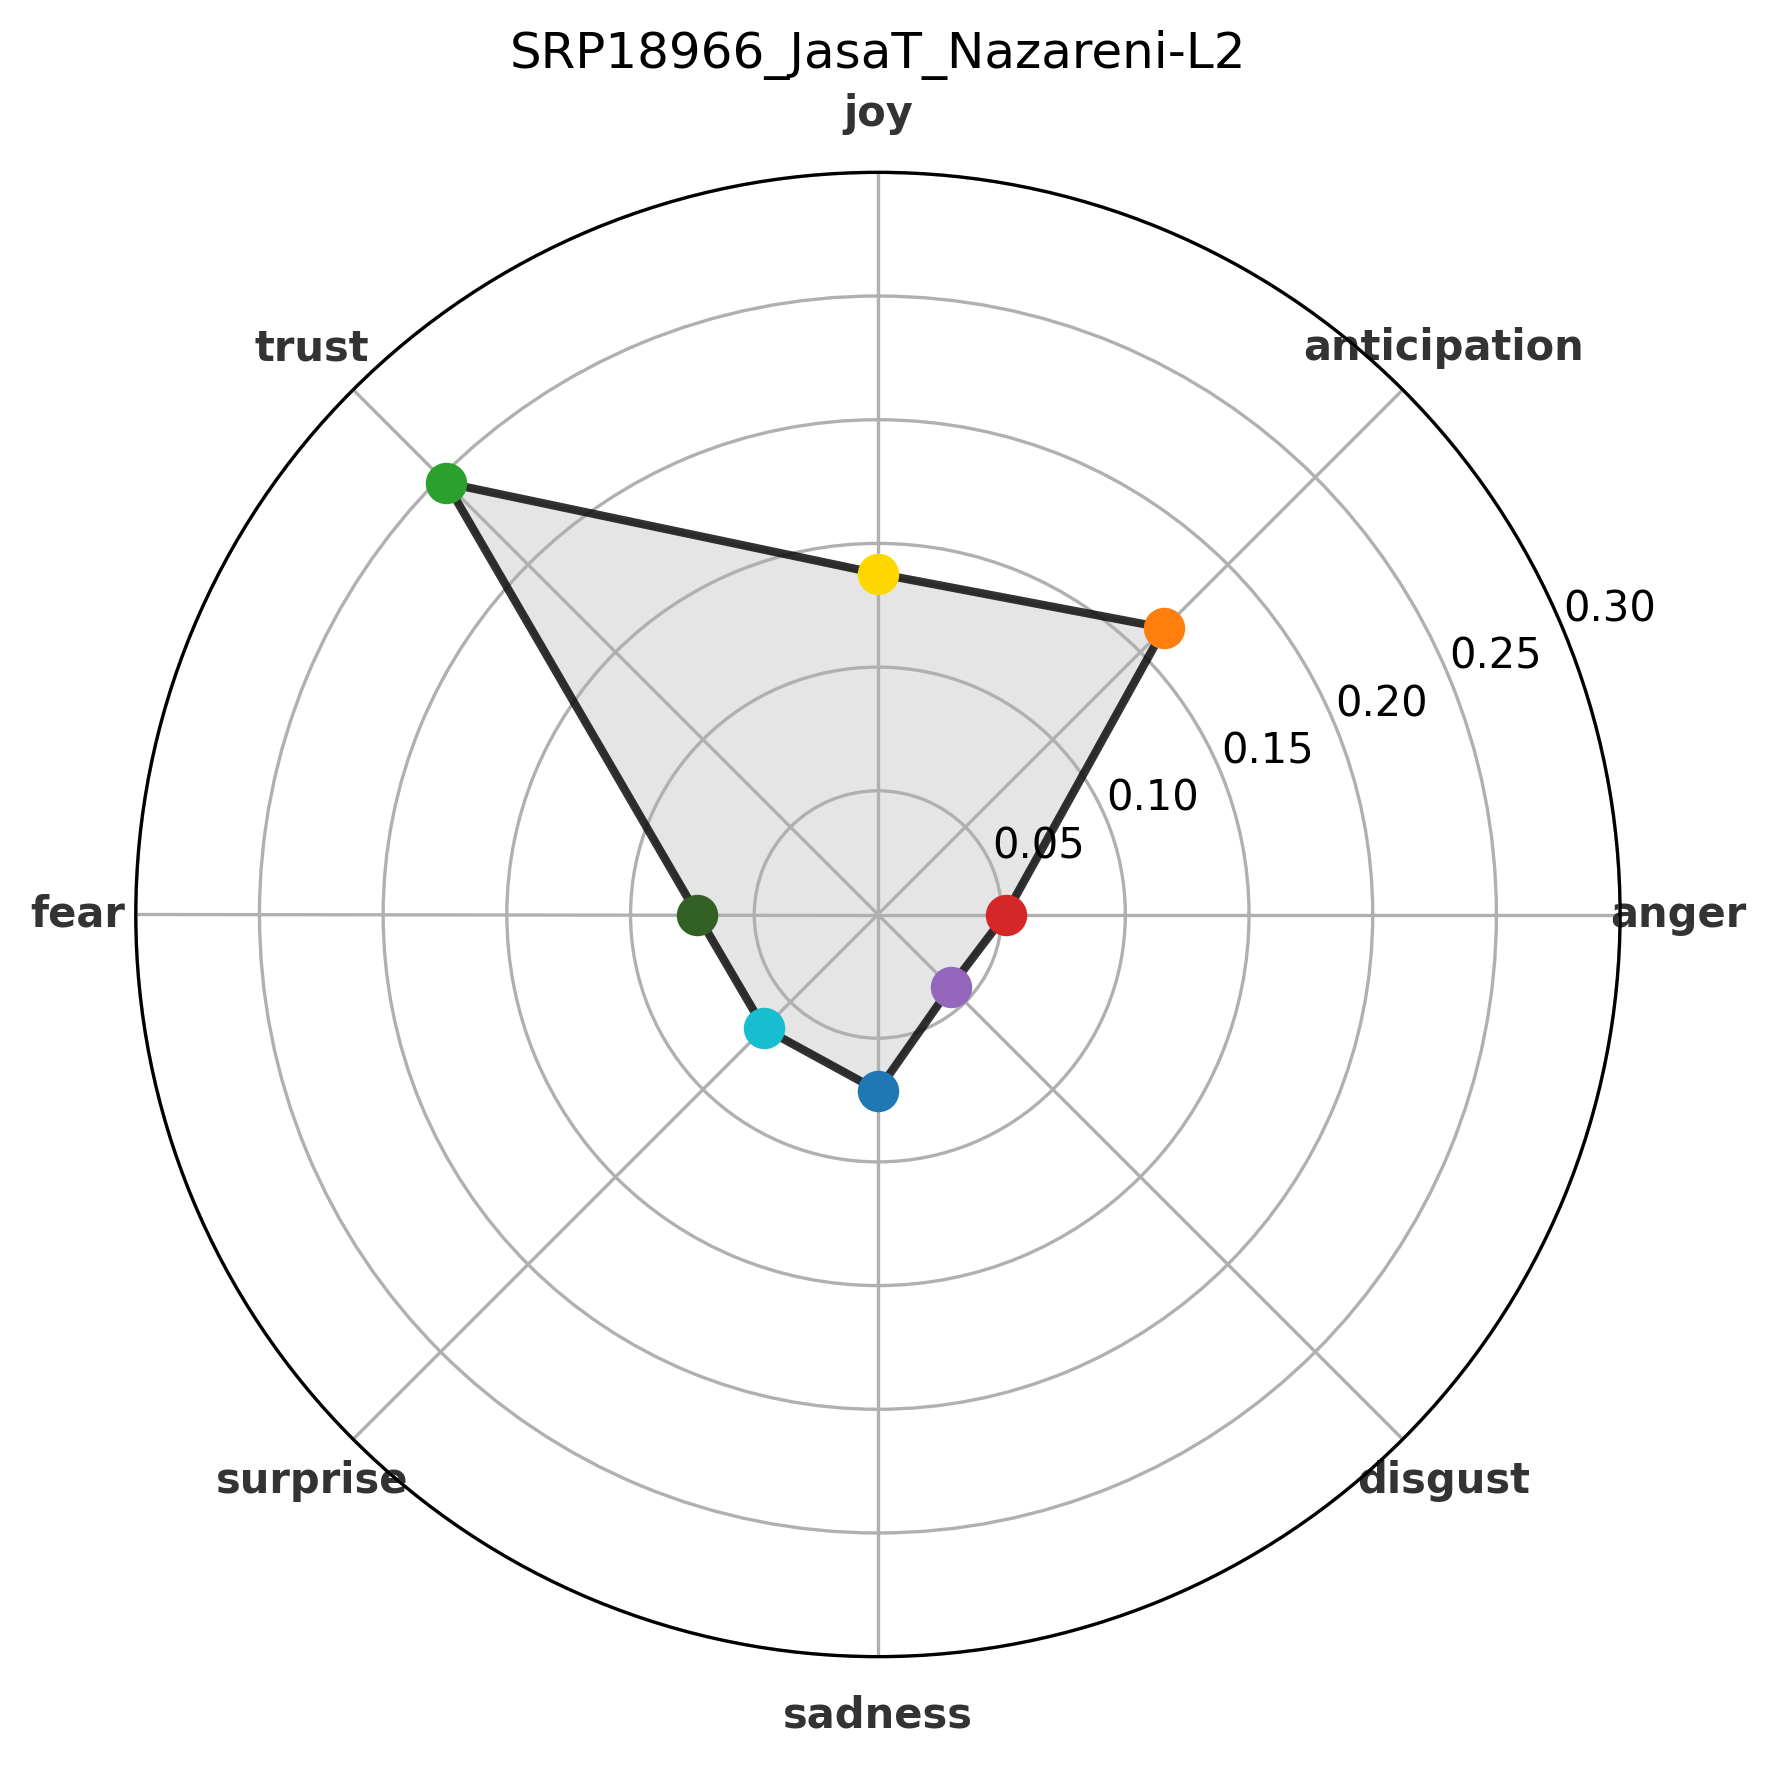 SRP18966_JasaT_Nazareni-L2
joy
trust
anticipation
0.30
0.25
0.20
0.15
0.10
0.05
fear
anger
surprise
disgust
sadness